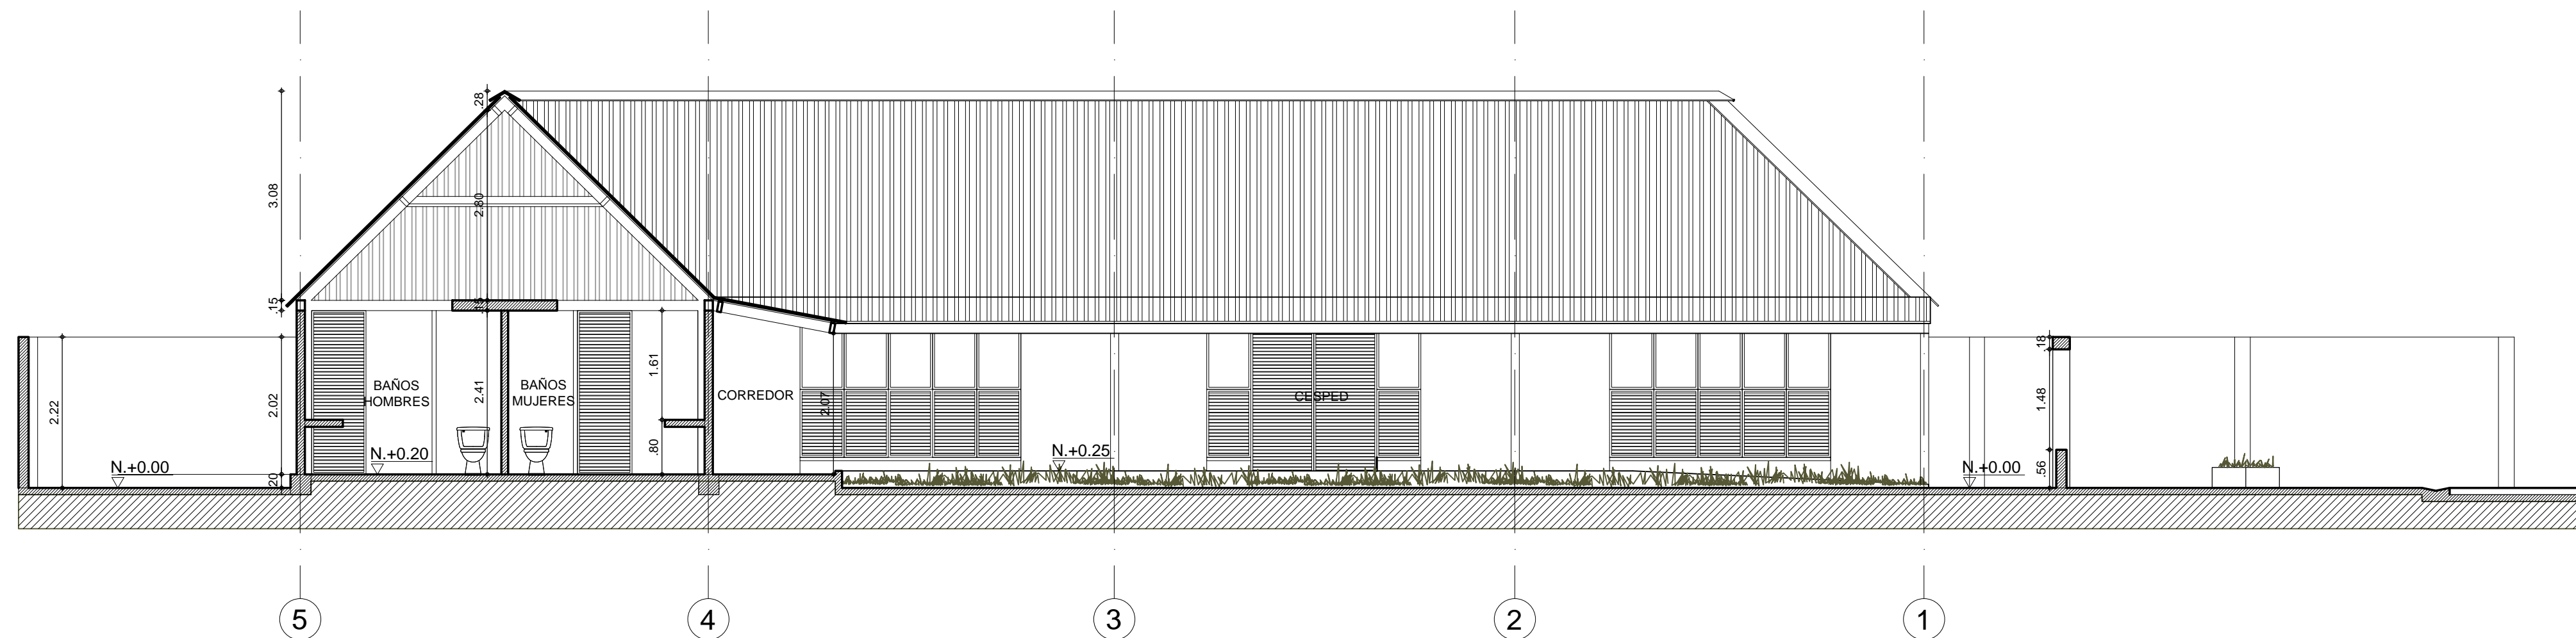 .28
3.08
2.80
.15
.15
1.61
.18
BAÑOS
HOMBRES
BAÑOS
MUJERES
CORREDOR
CESPED
2.22
2.02
2.41
2.07
1.48
.80
.56
N.+0.00
N.+0.20
N.+0.25
N.+0.00
.20
5
4
3
2
1